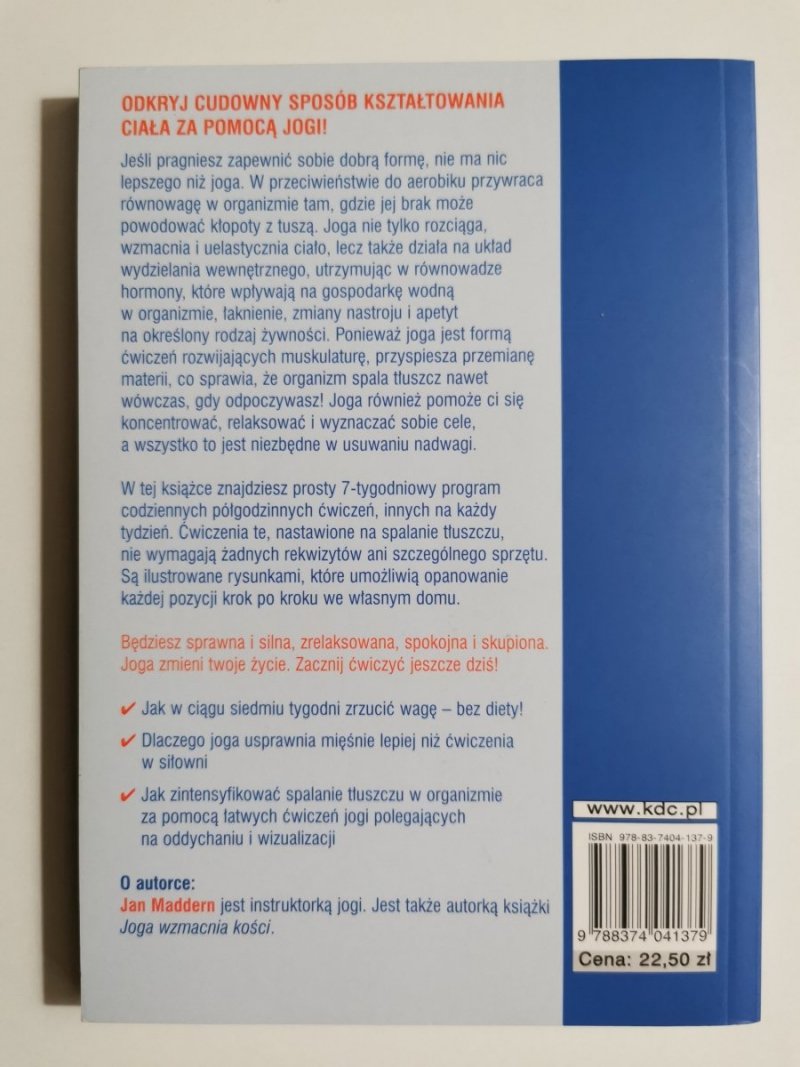 ODKRYJ CUDOWNY SPOSÓB KSZTAŁTOWANIA
CIAŁA ZA POMOCĄ JOGI!
Jeśli pragniesz zapewnić sobie dobrą formę, nie ma nic
lepszego niż joga. W przeciwieństwie do aerobiku przywraca
równowagę w organizmie tam, gdzie jej brak może
powodować kłopoty z tuszą. Joga nie tylko rozciąga,
wzmacnia i uelastycznia ciało, lecz także działa na układ
wydzielania wewnętrznego, utrzymując w równowadze
hormony, które wpływają na gospodarkę wodną
w organizmie, łaknienie, zmiany nastroju i apetyt
na określony rodzaj żywności. Ponieważ joga jest formą
ćwiczeń rozwijających muskulaturę, przyspiesza przemianę
materii, co sprawia, że organizm spala tłuszcz nawet
wówczas, gdy odpoczywasz! Joga również pomoże ci się
koncentrować, relaksować i wyznaczać sobie cele,
a wszystko to jest niezbędne w usuwaniu nadwagi.
W tej książce znajdziesz prosty 7-tygodniowy program
codziennych półgodzinnych ćwiczeń, innych na każdy
tydzień. Ćwiczenia te, nastawione na spalanie tłuszczu,
nie wymagają żadnych rekwizytów ani szczególnego sprzętu.
Są ilustrowane rysunkami, które umożliwią opanowanie
każdej pozycji krok po kroku we własnym domu.
Będziesz sprawna i silna, zrelaksowana, spokojna i skupiona.
Joga zmieni twoje życie. Zacznij ćwiczyć jeszcze dziś!
✓ Jak w ciągu siedmiu tygodni zrzucić wagę – bez diety!
✓ Dlaczego joga usprawnia mięśnie lepiej niż ćwiczenia
w siłowni
✓ Jak zintensyfikować spalanie tłuszczu w organizmie
za pomocą łatwych ćwiczeń jogi polegających
na oddychaniu i wizualizacji
O autorce:
Jan Maddern jest instruktorką jogi. Jest także autorką książki
Joga wzmacnia kości.
www.kdc.pl
ISBN 978-83-7404-137-9
9 788374 041379
Cena: 22,50 zł